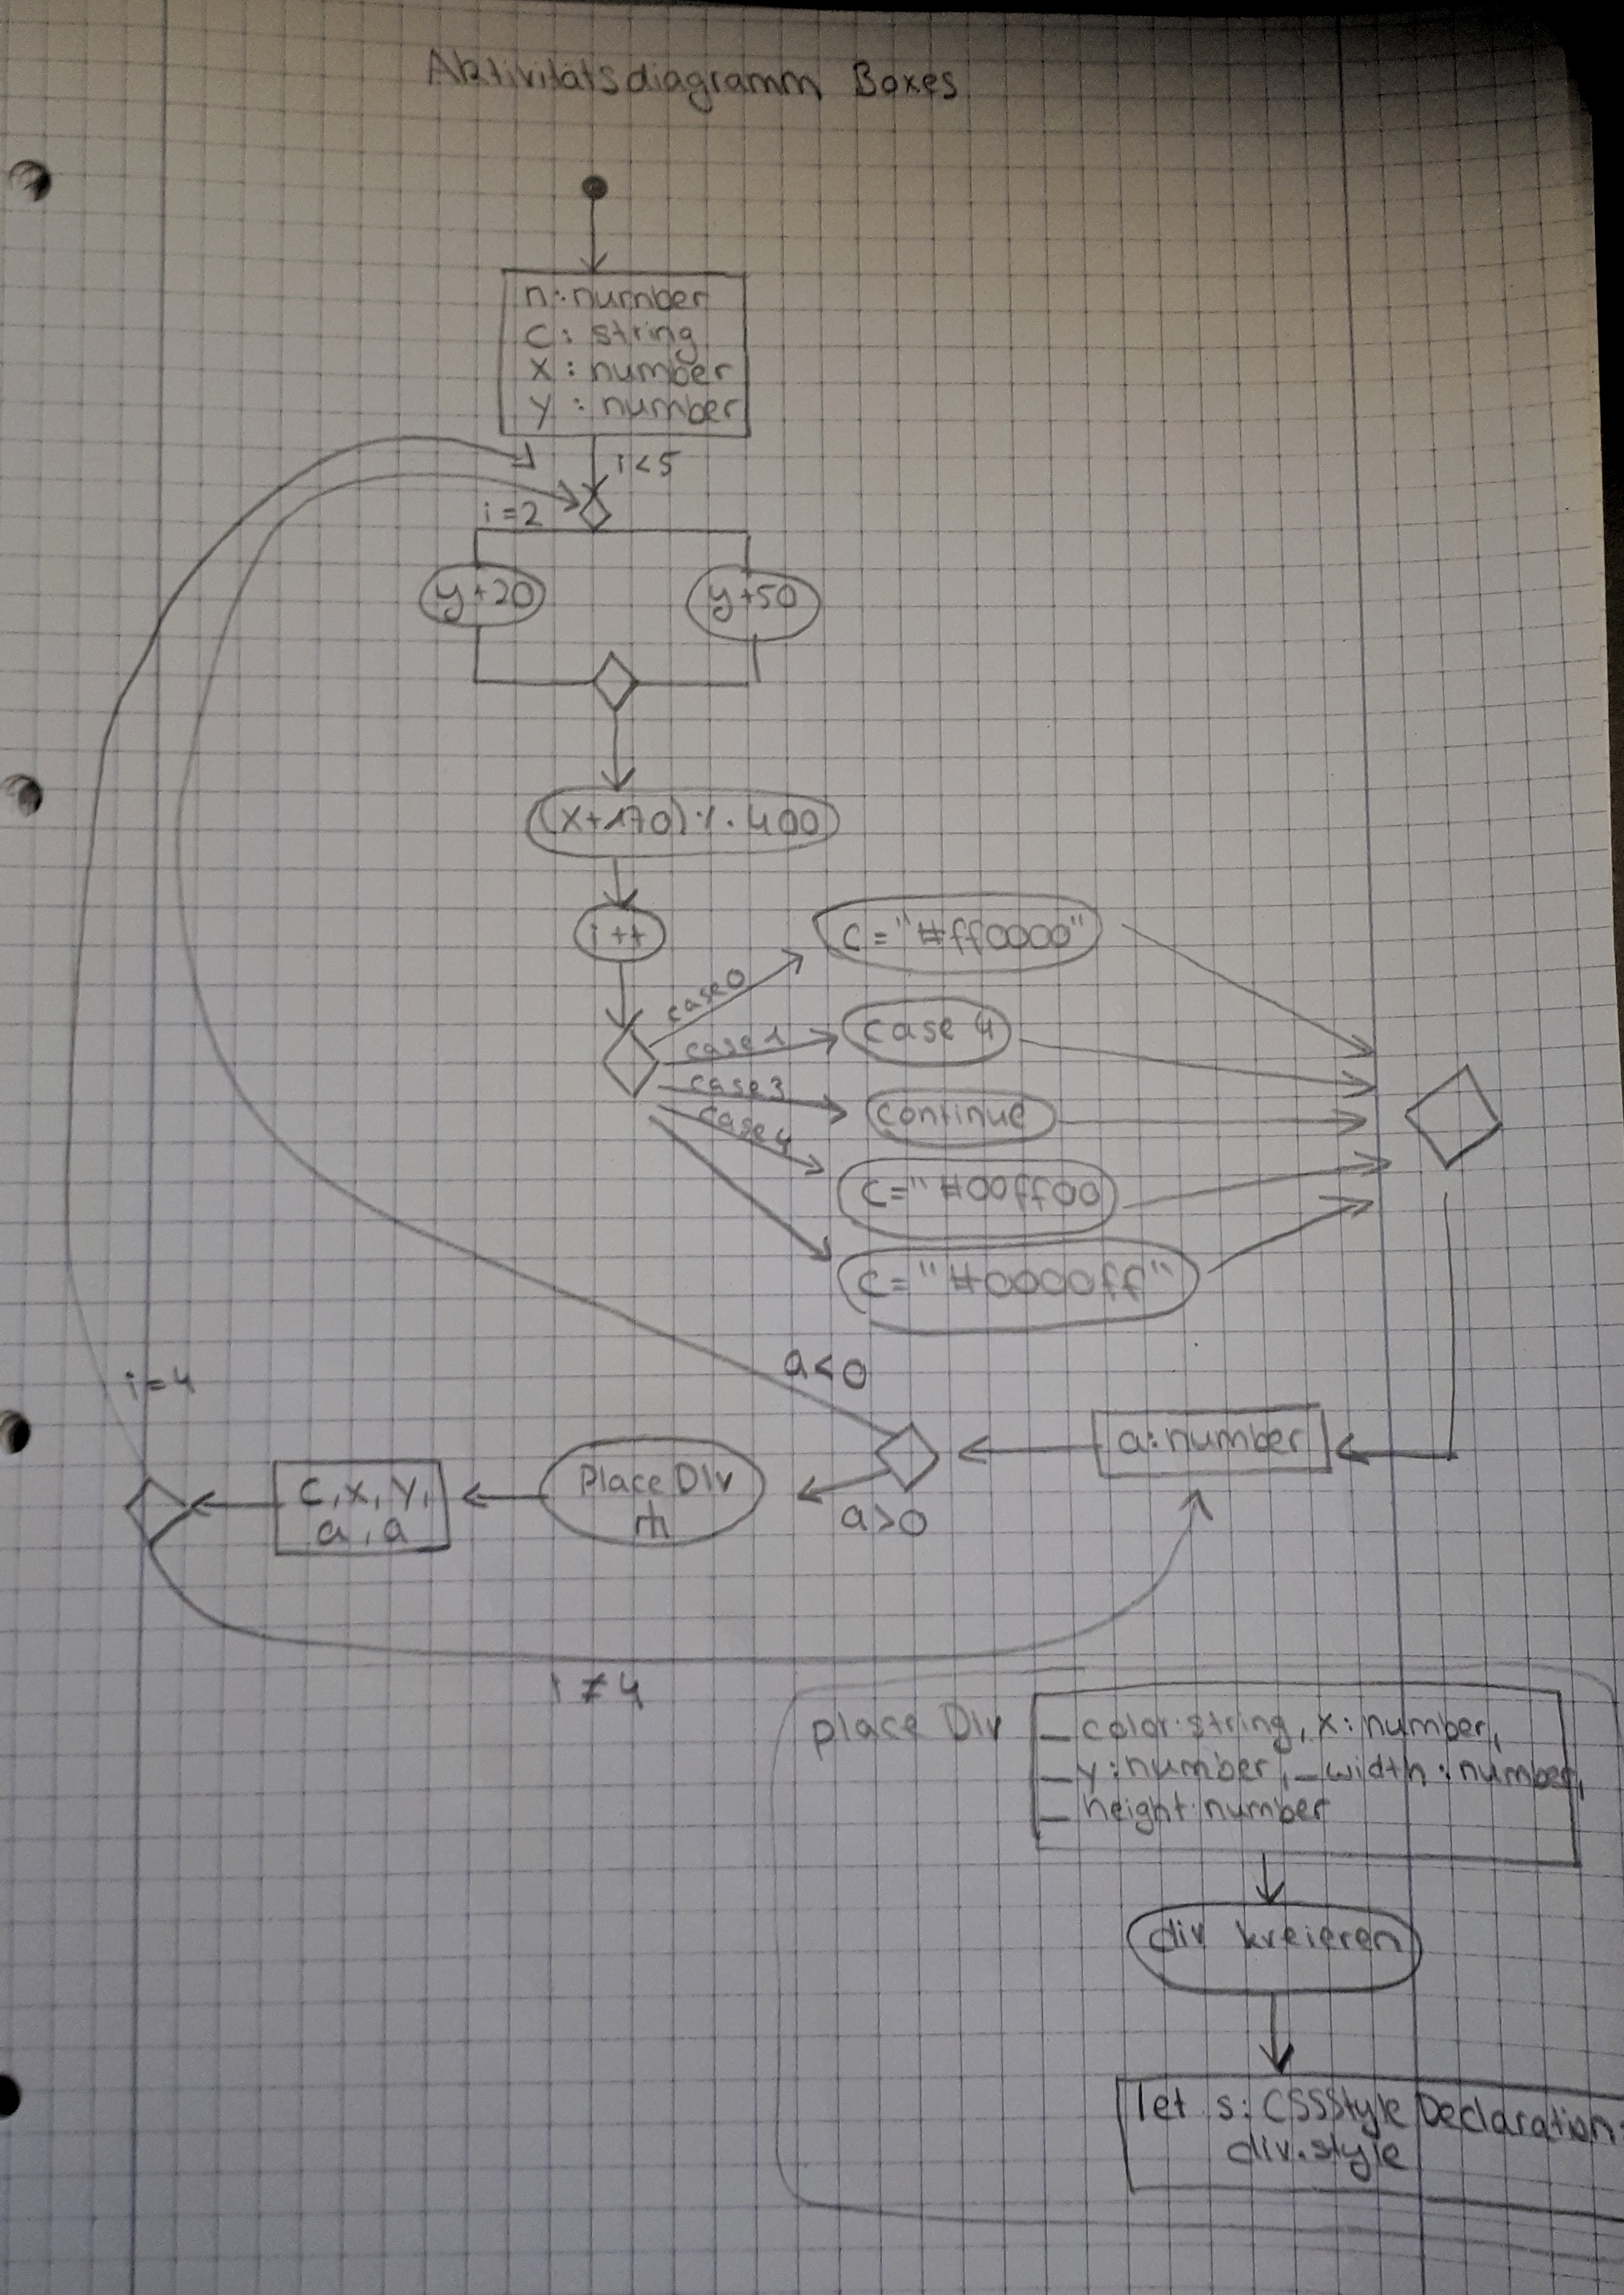 Aktivitätsdiagramm Boxes
n: number
c: string
x: number
y: number
i<5
i=2
y+20
y+50
(x+170)%.400
i++
case 0
c="#ff0000"
case 1
case 4
case 3
continue
case 4
c="#00ff00
c="#0000ff"
a<0
i=4
a:number
Place Div
c, x, y,
a, a
a>0
i≠4
place Div
_color:string, x:number,
_y:number, _width:number,
_height:number
div kreieren
let s: CSSStyleDeclaration=
div.style